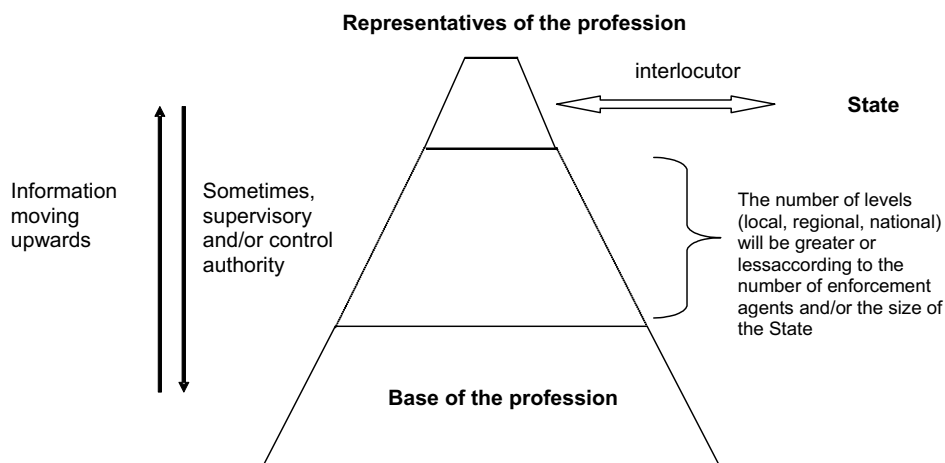 Representatives of the profession
interlocutor
State
Information
moving
upwards
Sometimes,
supervisory
and/or control
authority
The number of levels
(local, regional, national)
will be greater or
lessaccording to the
number of enforcement
agents and/or the size of
the State
Base of the profession